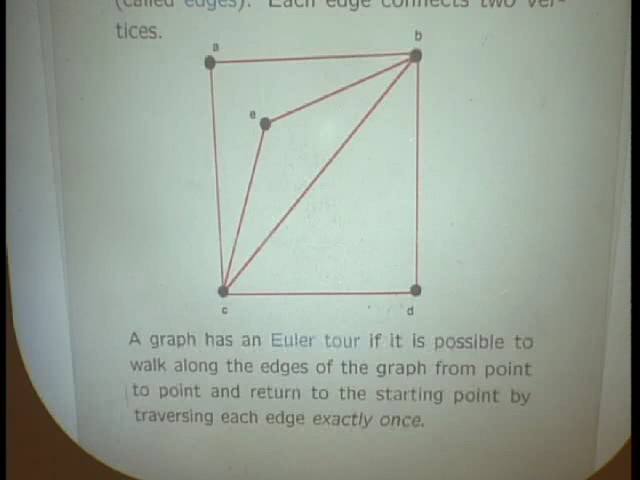 (called edges). Each edge connects two ver-
tices.
a
b
e
c
d
A graph has an Euler tour if it is possible to
walk along the edges of the graph from point
to point and return to the starting point by
traversing each edge exactly once.